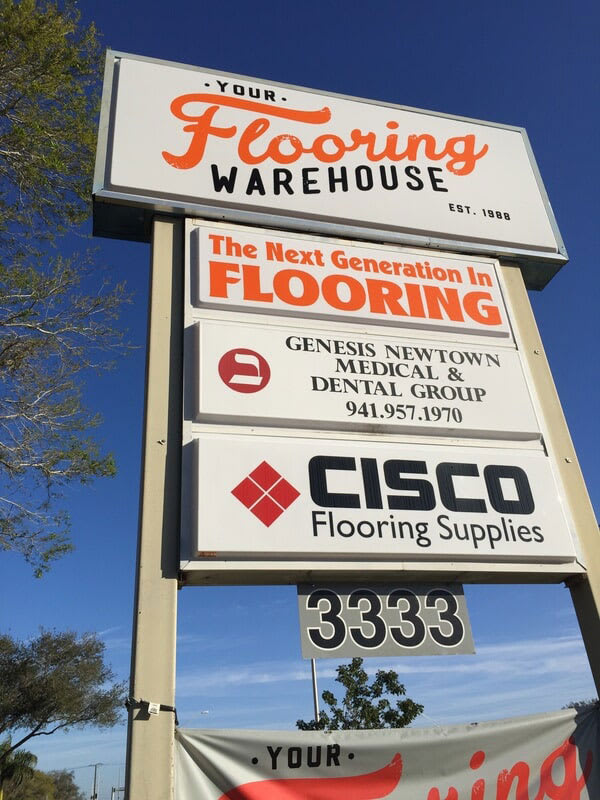 • YOUR •
Flooring
WAREHOUSE
EST. 1988
The Next Generation In
FLOORING
GENESIS NEWTOWN
MEDICAL &
DENTAL GROUP
941.957.1970
CISCO
Flooring Supplies
3333
• YOUR •